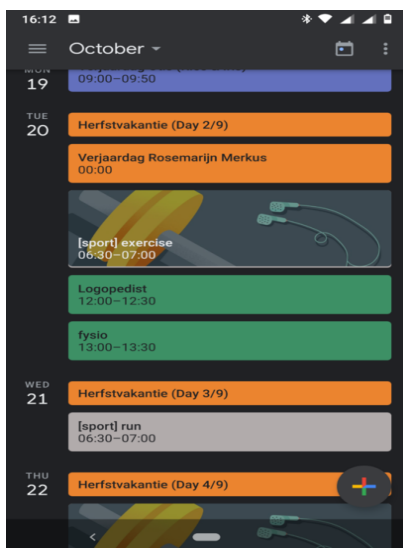 16:12
October
MON
19
09:00–09:50
TUE
20
Herfstvakantie (Day 2/9)
Verjaardag Rosemarijn Merkus
00:00
[sport] exercise
06:30–07:00
Logopedist
12:00–12:30
fysio
13:00–13:30
WED
21
Herfstvakantie (Day 3/9)
[sport] run
06:30–07:00
THU
22
Herfstvakantie (Day 4/9)